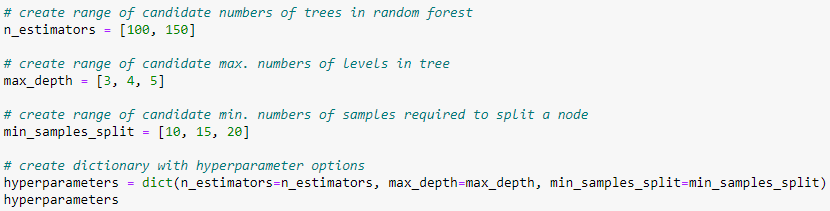 # create range of candidate numbers of trees in random forest
n_estimators = [100, 150]
# create range of candidate max. numbers of levels in tree
max_depth = [3, 4, 5]
# create range of candidate min. numbers of samples required to split a node
min_samples_split = [10, 15, 20]
# create dictionary with hyperparameter options
hyperparameters = dict(n_estimators=n_estimators, max_depth=max_depth, min_samples_split=min_samples_split)
hyperparameters